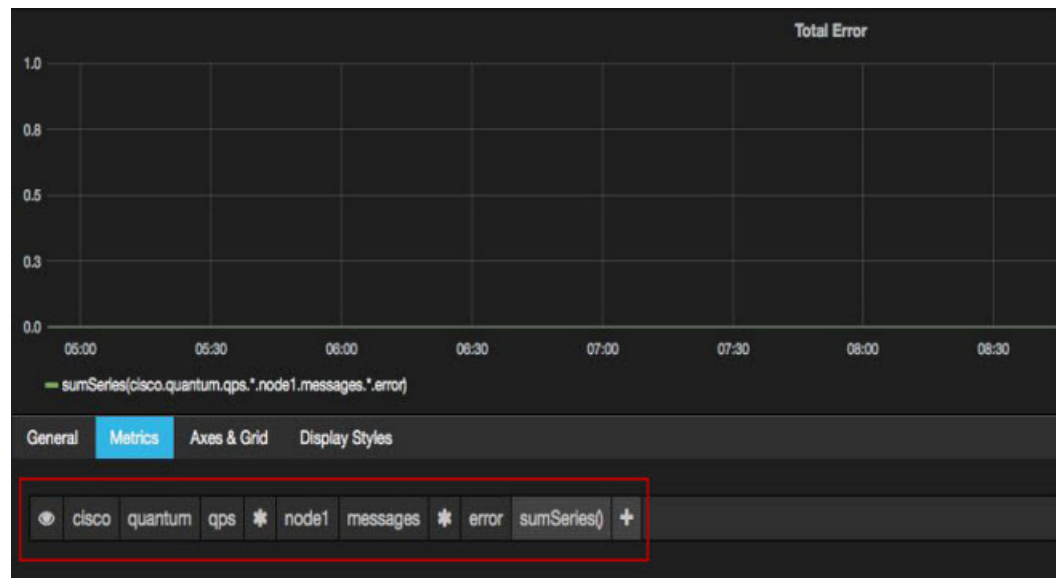 Total Error
1.0
0.8
0.5
0.3
0.0
05:00 05:30 06:00 06:30 07:00 07:30 08:00 08:30
sumSeries(cisco.quantum.qps.*.node1.messages.*.error)
General Metrics Axes & Grid Display Styles
cisco quantum qps * node1 messages * error sumSeries() +